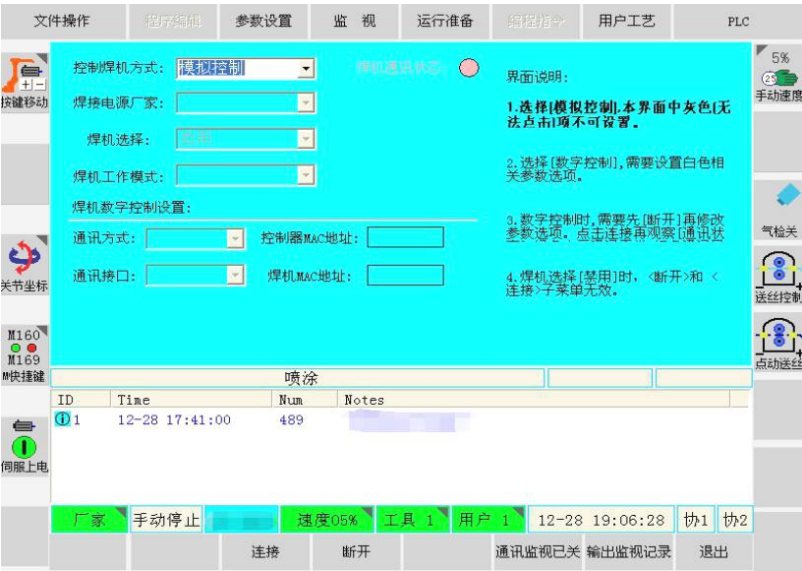 文件操作 程序编辑 参数设置 监 视 运行准备 编程指令 用户工艺 PLC
按键移动
关节坐标
M160
M169
M快捷键
伺服上电
控制焊机方式: 模拟控制 焊机通讯状态:
焊接电源厂家:
焊机选择:
焊机工作模式:
焊机数字控制设置:
通讯方式: 控制器MAC地址:
通讯接口: 焊机MAC地址:
界面说明:
1.选择[模拟控制],本界面中灰色[无
法点击]项不可设置。
2.选择[数字控制],需要设置白色相
关参数选项。
3.数字控制时,需要先[断开]再修改
参数选项。点击连接再观察[通讯状
4.焊机选择[禁用]时, <断开>和 <
连接>子菜单无效。
5%
手动速度
气检关
送丝控制
点动送丝
喷涂
ID Time Num Notes
1 12-28 17:41:00 489
厂家 手动停止 速度05% 工具 1 用户 1 12-28 19:06:28 协1 协2
连接 断开 通讯监视已关 输出监视记录 退出